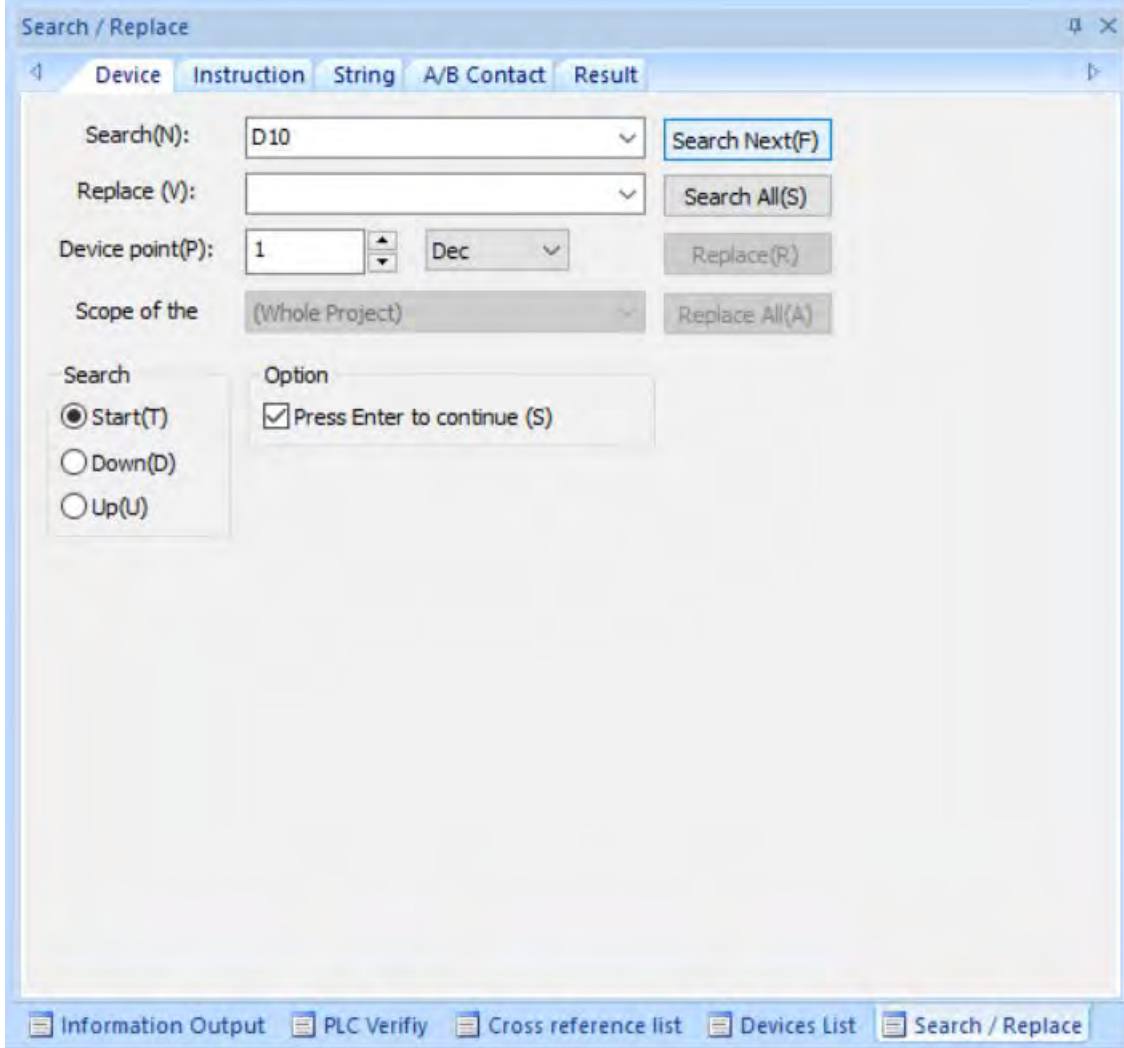 Search / Replace
Device Instruction String A/B Contact Result
Search(N): D10 Search Next(F)
Replace (V): Search All(S)
Device point(P): 1 Dec Replace(R)
Scope of the (Whole Project) Replace All(A)
Search Option
Start(T) Press Enter to continue (S)
Down(D)
Up(U)
Information Output PLC Verifiy Cross reference list Devices List Search / Replace